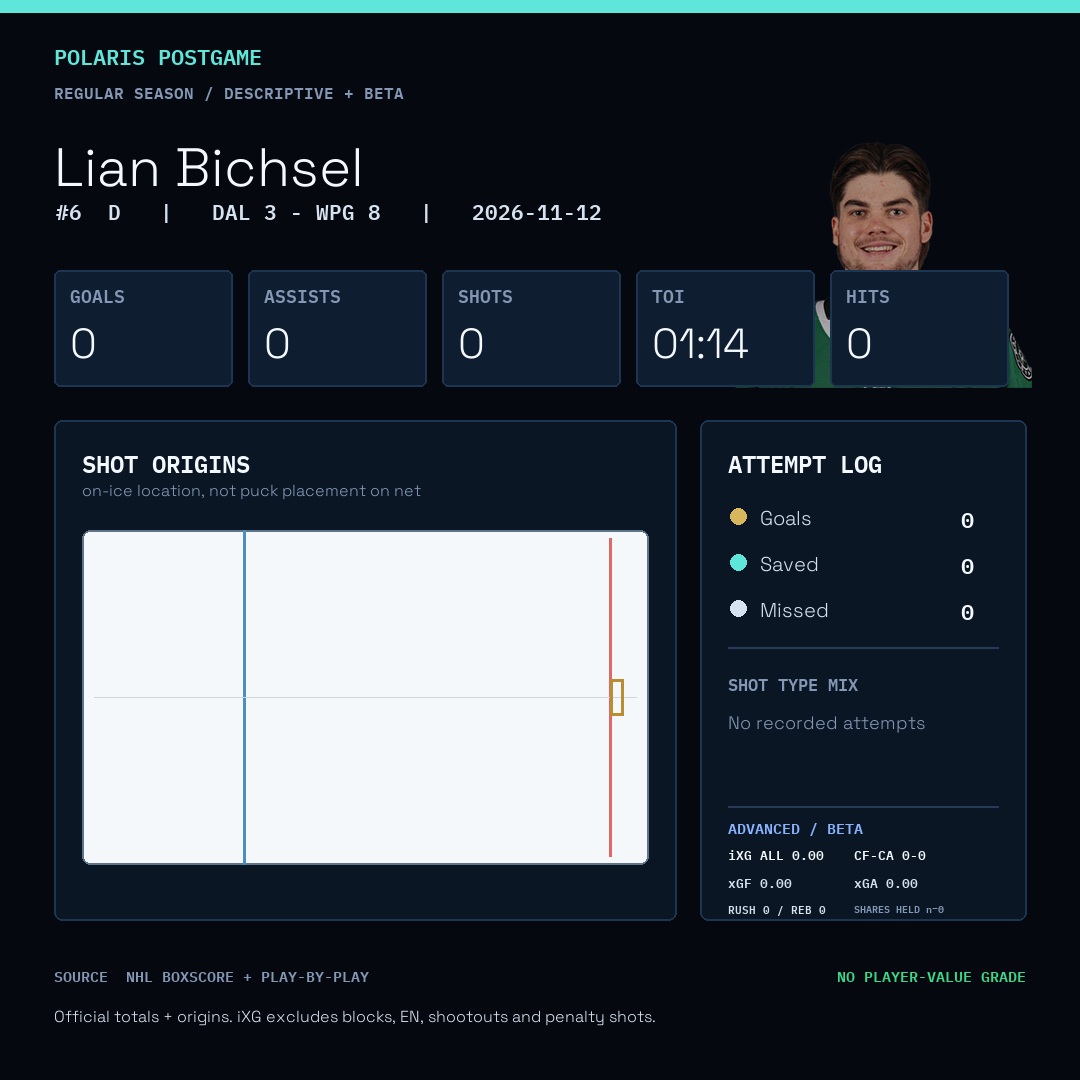 POLARIS POSTGAME
REGULAR SEASON / DESCRIPTIVE + BETA
Lian Bichsel
#6 D | DAL 3 - WPG 8 | 2026-11-12
GOALS ASSISTS SHOTS TOI HITS
0 0 0 01:14 0
SHOT ORIGINS
on-ice location, not puck placement on net
ATTEMPT LOG
Goals 0
Saved 0
Missed 0
SHOT TYPE MIX
No recorded attempts
ADVANCED / BETA
iXG ALL 0.00 CF-CA 0-0
xGF 0.00 xGA 0.00
RUSH 0 / REB 0 SHARES HELD n=0
SOURCE NHL BOXSCORE + PLAY-BY-PLAY
NO PLAYER-VALUE GRADE
Official totals + origins. iXG excludes blocks, EN, shootouts and penalty shots.